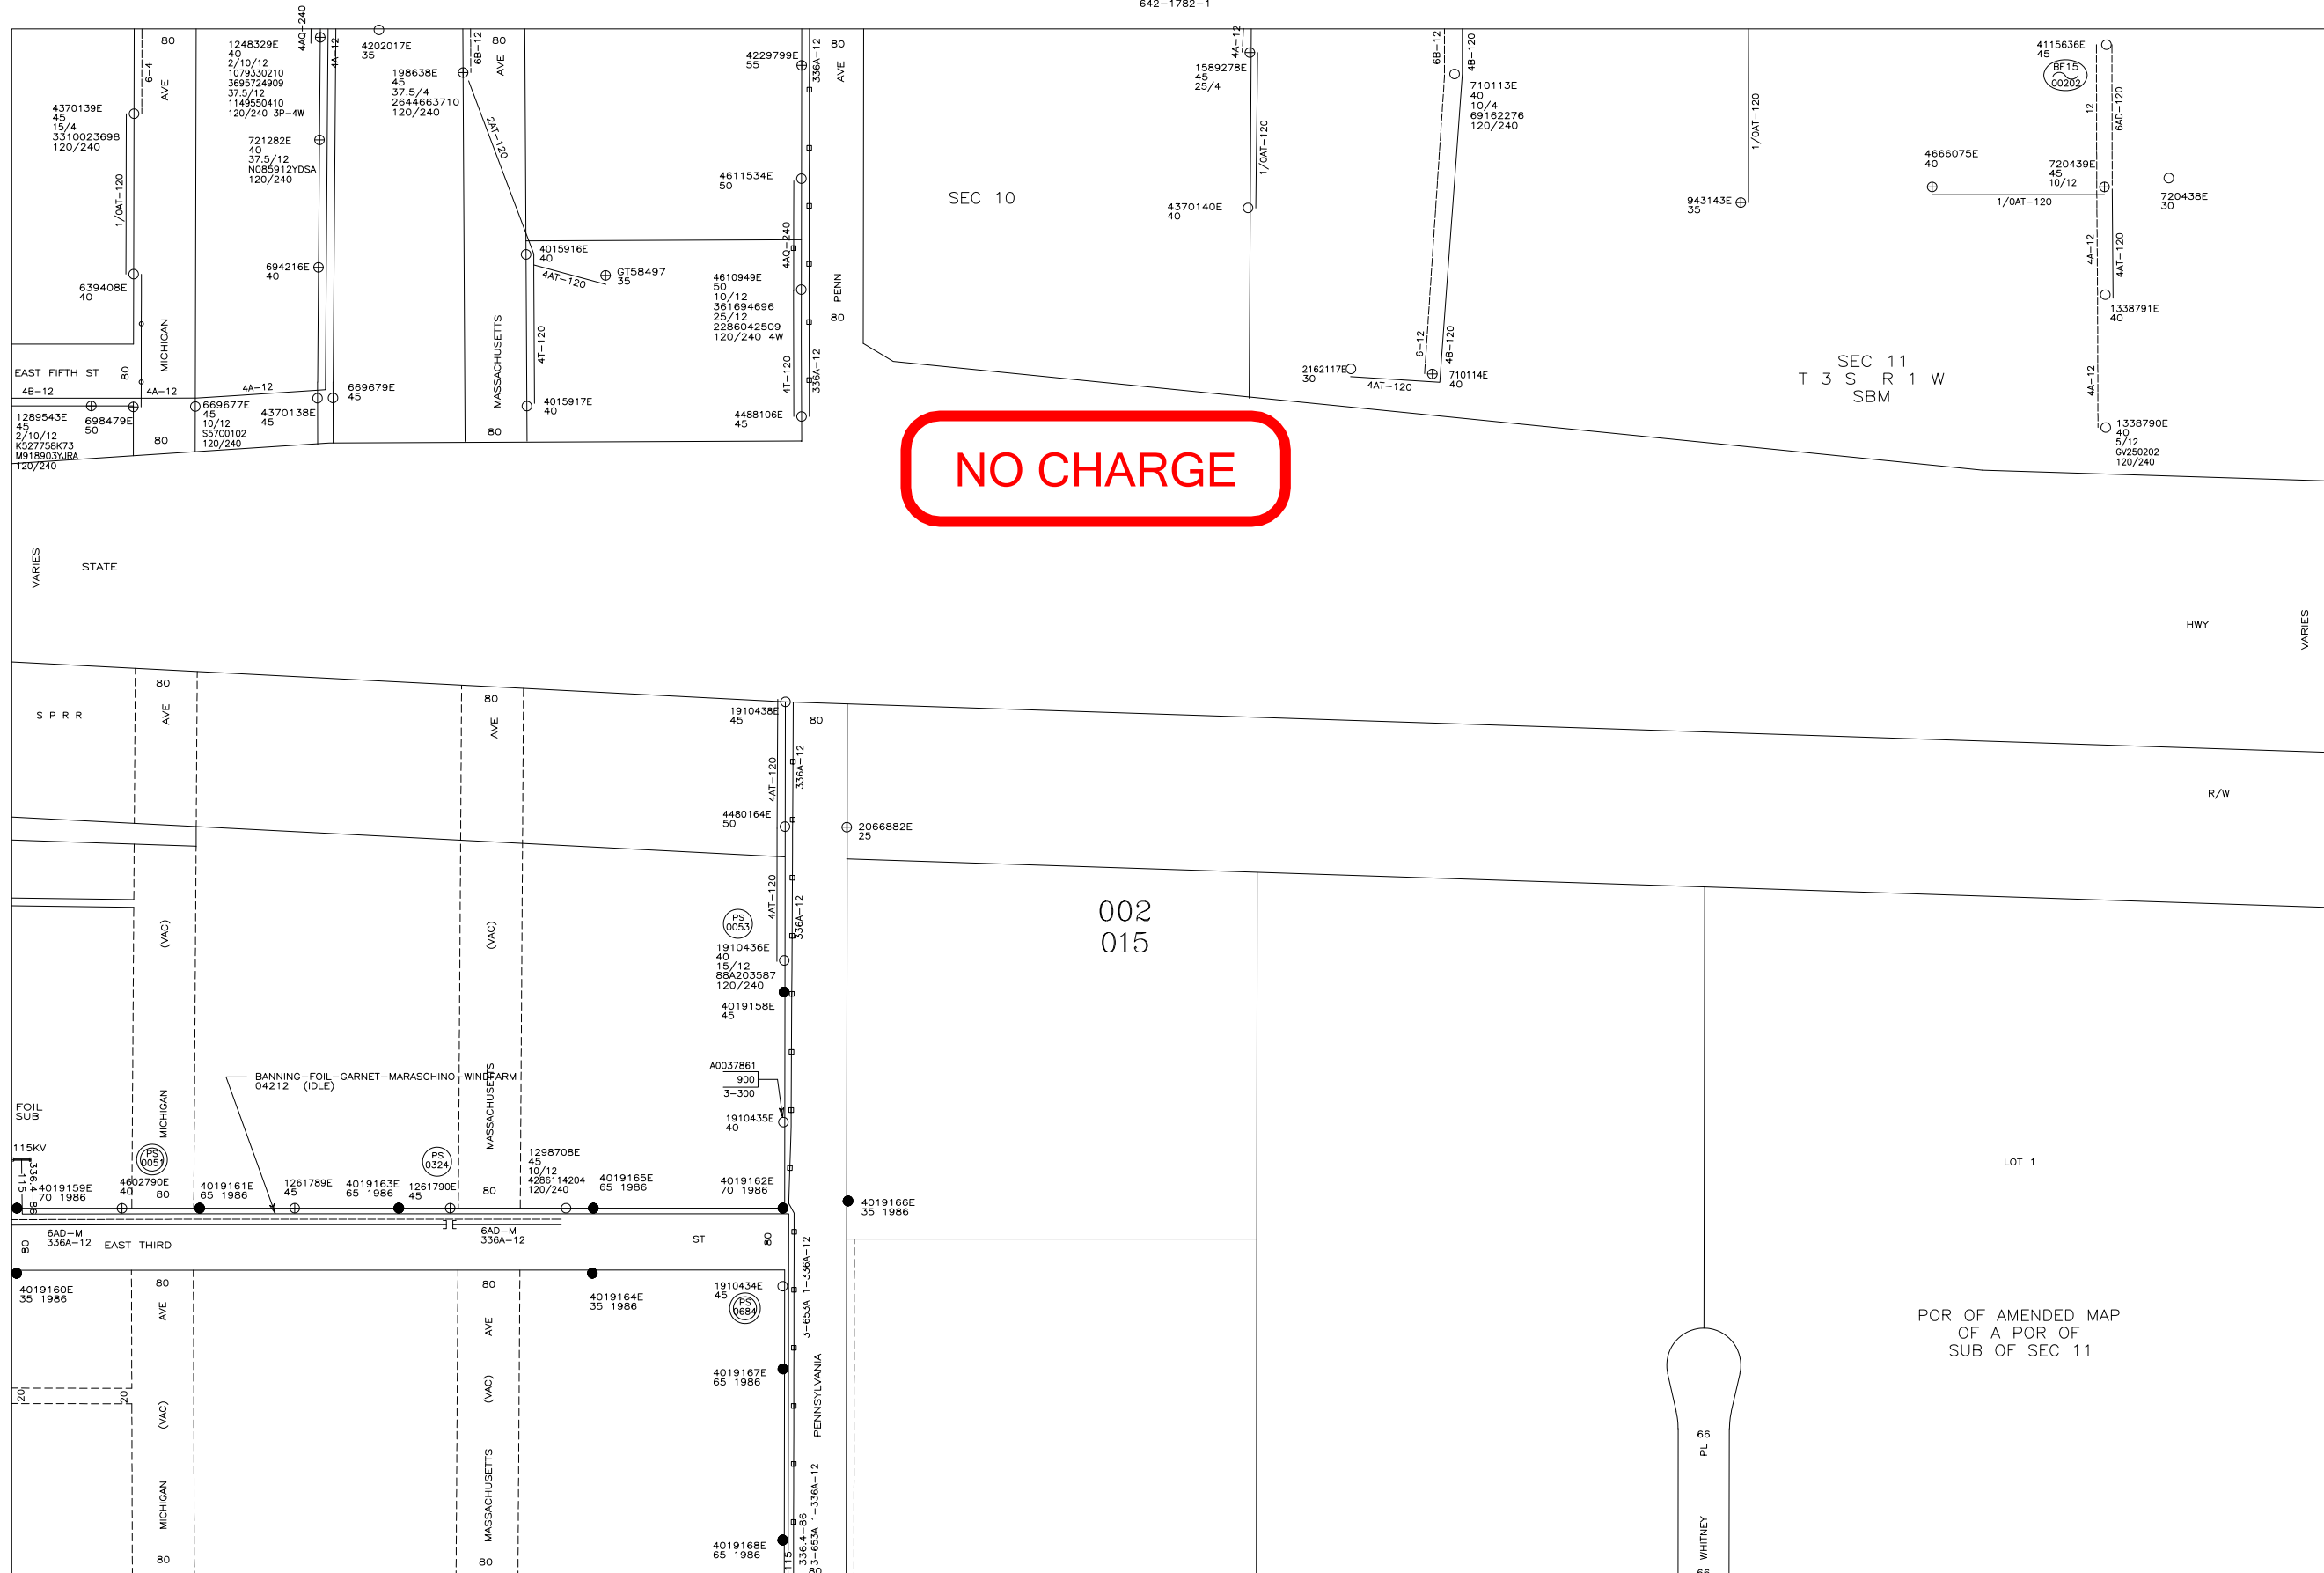 642-1782-1
80
AVE
6-4
4370139E
45
15/4
3310023698
120/240
1/0AT-120
639408E
40
MICHIGAN
EAST FIFTH ST
80
4B-12
4A-12
4A-12
1289543E
45
2/10/12
K527758K73
M918903YJRA
120/240
698479E
50
80
669677E
45
10/12
S57C0102
120/240
4370138E
45
669679E
45
1248329E
40
2/10/12
1079330210
3695724909
37.5/12
1149550410
120/240 3P-4W
4AQ-240
4A-12
721282E
40
37.5/12
N085912YDSA
120/240
694216E
40
4202017E
35
198638E
45
37.5/4
2644663710
120/240
6B-12
80
AVE
2AT-120
4015916E
40
4AT-120
GT58497
35
4T-120
MASSACHUSETTS
4015917E
40
80
4229799E
55
336A-12
80
AVE
4611534E
50
4AQ-240
4610949E
50
10/12
361694696
25/12
2286042509
120/240 4W
PENN
80
4T-120
336A-12
4488106E
45
SEC 10
4A-12
1589278E
45
25/4
1/0AT-120
4370140E
40
6B-12
4B-120
710113E
40
10/4
69162276
120/240
6-12
4B-120
2162117E
30
4AT-120
710114E
40
1/0AT-120
943143E
35
4115636E
45
BF15
00202
12
6AD-120
4666075E
40
720439E
45
10/12
1/0AT-120
720438E
30
4A-12
4AT-120
1338791E
40
SEC 11
T 3 S R 1 W
SBM
4A-12
1338790E
40
5/12
GV250202
120/240
NO CHARGE
VARIES
STATE
HWY
VARIES
S P R R
80
AVE
80
AVE
1910438E
45
80
336A-12
4AT-120
4480164E
50
2066882E
25
R/W
4AT-120
336A-12
PS
0053
1910436E
40
15/12
88A203587
120/240
4019158E
45
002
015
(VAC)
(VAC)
A0037861
900
3-300
1910435E
40
BANNING-FOIL-GARNET-MARASCHINO-WINDFARM
04212 (IDLE)
MICHIGAN
MASSACHUSETTS
FOIL
SUB
115KV
336.4-86
115
4019159E
70 1986
PS
0051
4602790E
40
80
4019161E
65 1986
1261789E
45
4019163E
65 1986
PS
0324
1261790E
45
80
1298708E
45
10/12
4286114204
120/240
4019165E
65 1986
4019162E
70 1986
4019166E
35 1986
LOT 1
6AD-M
336A-12
6AD-M
336A-12
80
EAST THIRD
ST
80
4019160E
35 1986
80
AVE
80
AVE
4019164E
35 1986
1910434E
45
PS
0684
3-653A 1-336A-12
4019167E
65 1986
PENNSYLVANIA
POR OF AMENDED MAP
OF A POR OF
SUB OF SEC 11
20
20
(VAC)
(VAC)
MICHIGAN
MASSACHUSETTS
80
80
4019168E
65 1986
115
336.4-86
3-653A 1-336A-12
80
66
PL
WHITNEY